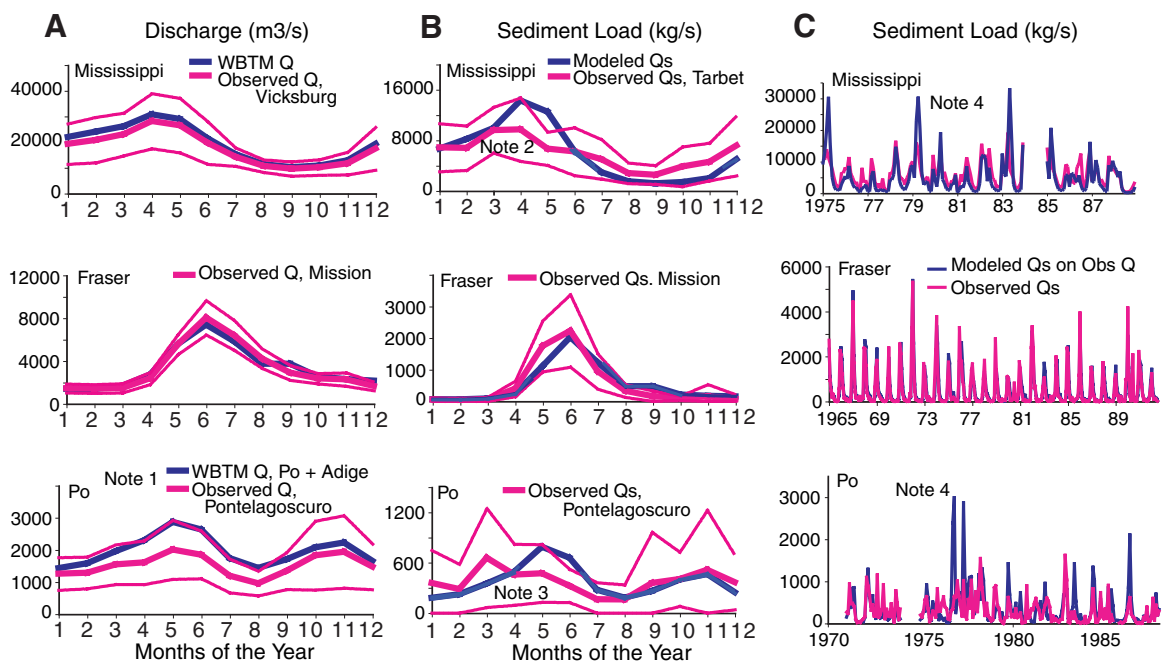 A
Discharge (m3/s)
B
Sediment Load (kg/s)
C
Sediment Load (kg/s)
Mississippi
WBTM Q
Observed Q,
Vicksburg
40000
20000
0
1 2 3 4 5 6 7 8 9 10 11 12
Mississippi
Modeled Qs
Observed Qs, Tarbet
Note 2
16000
12000
8000
4000
0
1 2 3 4 5 6 7 8 9 10 11 12
Mississippi
Note 4
30000
20000
10000
0
1975 77 79 81 83 85 87
Fraser
Observed Q, Mission
12000
8000
4000
0
1 2 3 4 5 6 7 8 9 10 11 12
Fraser
Observed Qs. Mission
3000
2000
1000
0
1 2 3 4 5 6 7 8 9 10 11 12
Fraser
Modeled Qs on Obs Q
Observed Qs
6000
4000
2000
0
1965 69 73 77 81 85 89
Po
Note 1
WBTM Q, Po + Adige
Observed Q,
Pontelagoscuro
3000
2000
1000
0
1 2 3 4 5 6 7 8 9 10 11 12
Months of the Year
Po
Observed Qs,
Pontelagoscuro
Note 3
1200
600
400
0
1 2 3 4 5 6 7 8 9 10 11 12
Months of the Year
Po
Note 4
3000
2000
1000
0
1970 1975 1980 1985